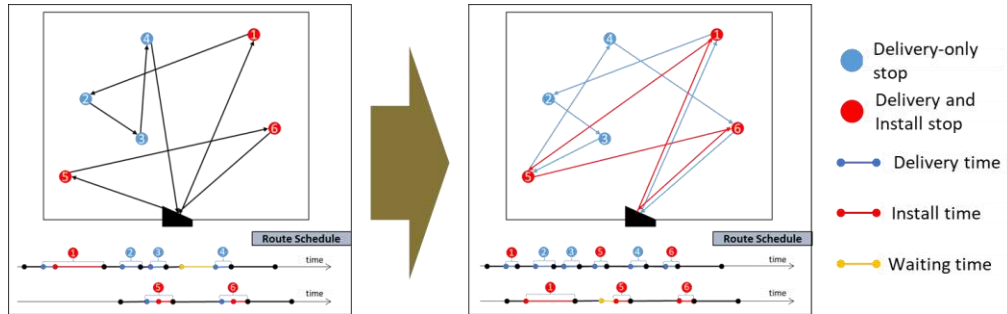 4
1
2
3
6
5
Route Schedule
1
2
3
4
time
5
6
time
4
1
2
3
6
5
Route Schedule
1
2
3
5
4
6
time
1
5
6
time
Delivery-only
stop
Delivery and
Install stop
Delivery time
Install time
Waiting time